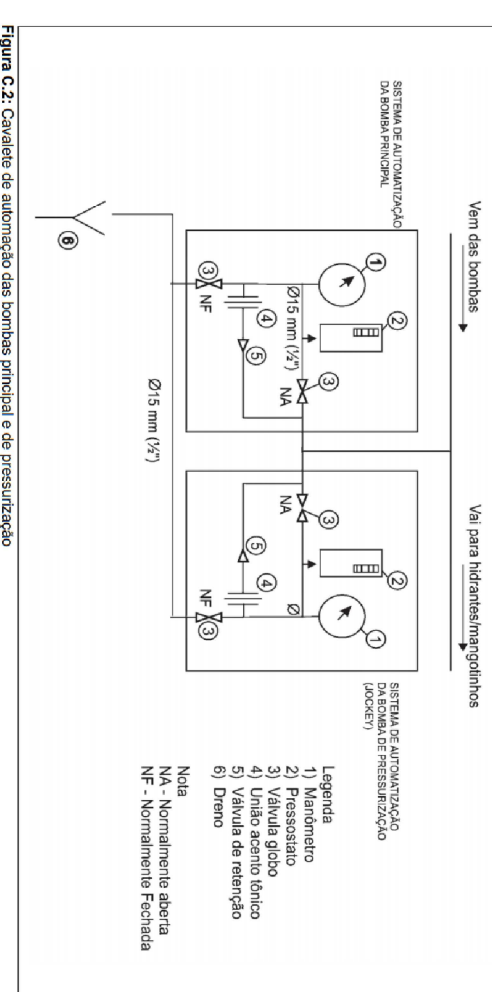 Vem das bombas
Vai para hidrantes/mangotinhos
SISTEMA DE AUTOMATIZAÇÃO
DA BOMBA PRINCIPAL
1
2
Ø15 mm (½")
3
NA
3
NF
4
5
SISTEMA DE AUTOMATIZAÇÃO
DA BOMBA DE PRESSURIZAÇÃO
(JOCKEY)
3
NA
2
1
Ø
5
4
NF
3
Ø15 mm (½")
6
Legenda
1) Manômetro
2) Pressostato
3) Válvula globo
4) União acento tônico
5) Válvula de retenção
6) Dreno
Nota
NA - Normalmente aberta
NF - Normalmente Fechada
Figura C.2: Cavalete de automação das bombas principal e de pressurização